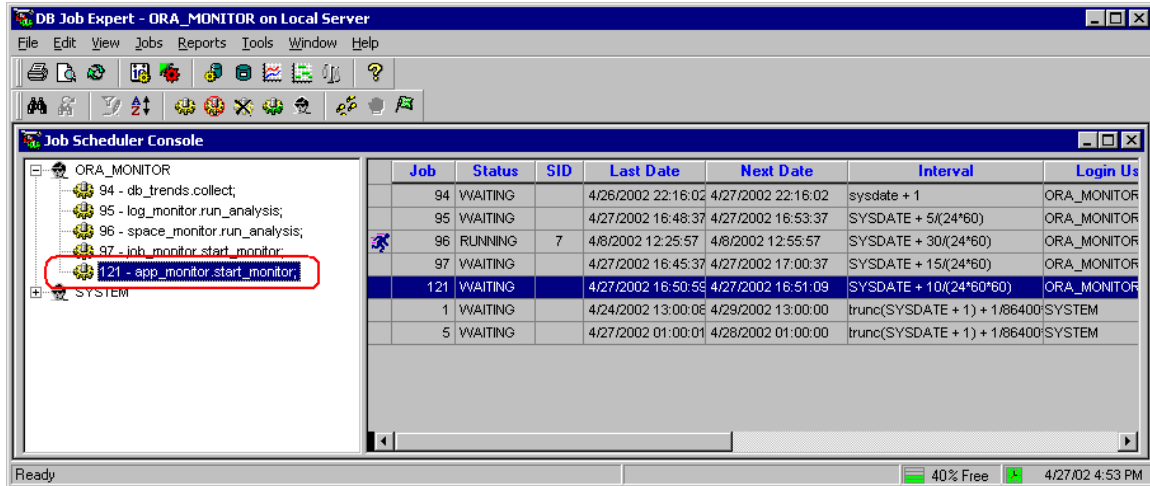 DB Job Expert - ORA_MONITOR on Local Server
File Edit View Jobs Reports Tools Window Help
Job Scheduler Console
ORA_MONITOR
94 - db_trends.collect;
95 - log_monitor.run_analysis;
96 - space_monitor.run_analysis;
97 - job_monitor.start_monitor;
121 - app_monitor.start_monitor;
SYSTEM
Job Status SID Last Date Next Date Interval Login Us
94 WAITING 4/26/2002 22:16:02 4/27/2002 22:16:02 sysdate + 1 ORA_MONITOR
95 WAITING 4/27/2002 16:48:37 4/27/2002 16:53:37 SYSDATE + 5/(24*60) ORA_MONITOR
96 RUNNING 7 4/8/2002 12:25:57 4/8/2002 12:55:57 SYSDATE + 30/(24*60) ORA_MONITOR
97 WAITING 4/27/2002 16:45:37 4/27/2002 17:00:37 SYSDATE + 15/(24*60) ORA_MONITOR
121 WAITING 4/27/2002 16:50:59 4/27/2002 16:51:09 SYSDATE + 10/(24*60*60) ORA_MONITOR
1 WAITING 4/24/2002 13:00:08 4/29/2002 13:00:00 trunc(SYSDATE + 1) + 1/86400 SYSTEM
5 WAITING 4/27/2002 01:00:01 4/28/2002 01:00:00 trunc(SYSDATE + 1) + 1/86400 SYSTEM
Ready 40% Free 4/27/02 4:53 PM